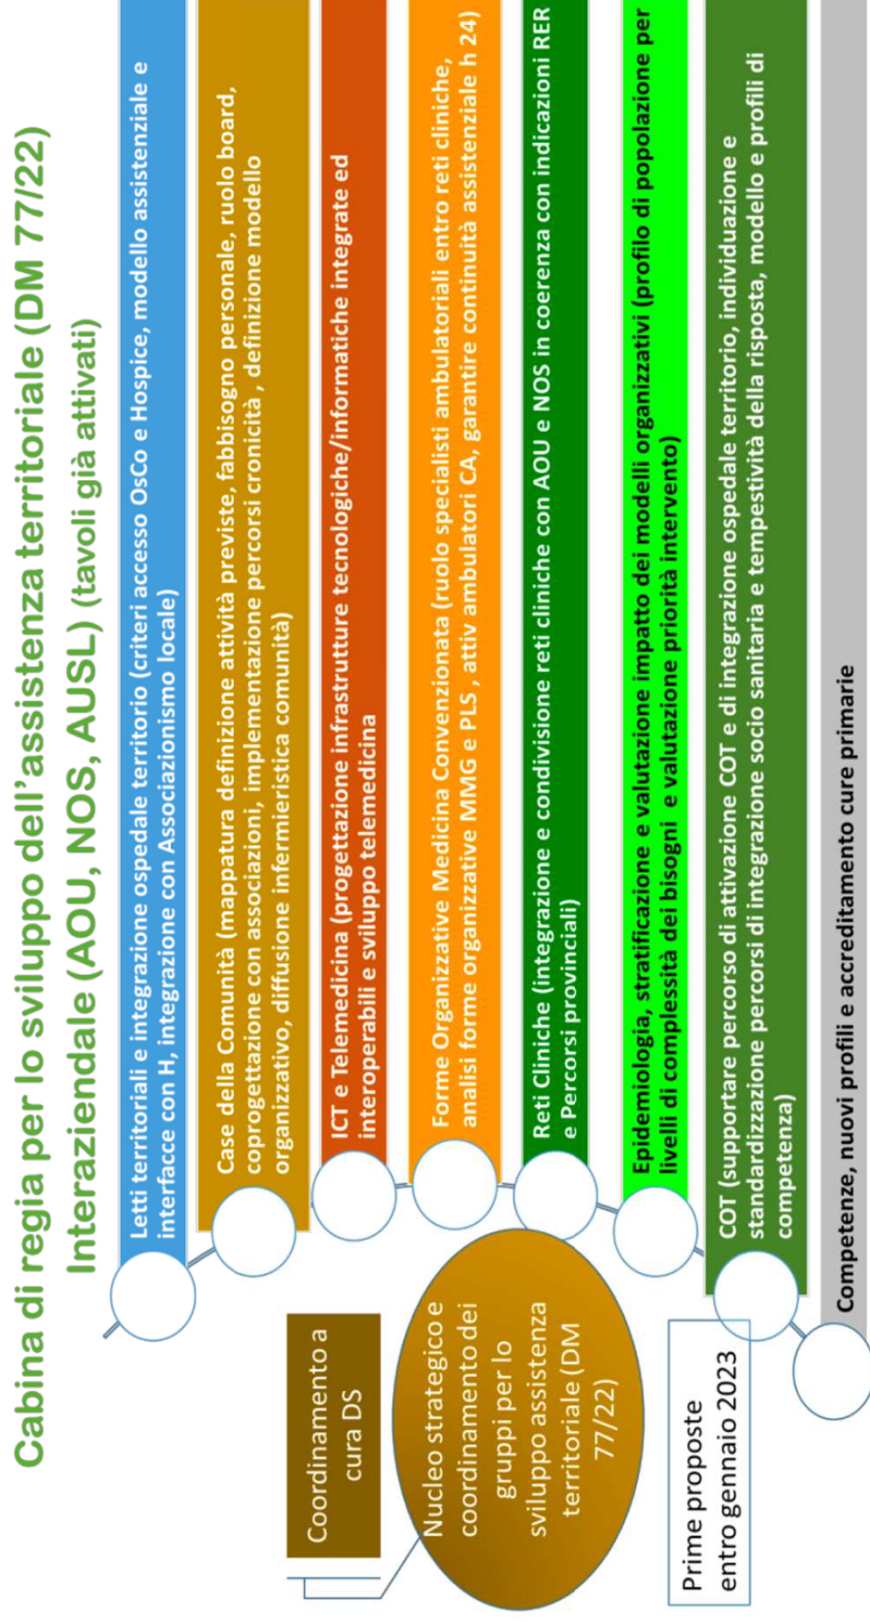 Cabina di regia per lo sviluppo dell'assistenza territoriale (DM 77/22)
Interaziendale (AOU, NOS, AUSL) (tavoli già attivati)
Letti territoriali e integrazione ospedale territorio (criteri accesso OsCo e Hospice, modello assistenziale e
interfacce con H, integrazione con Associazionismo locale)
Case della Comunità (mappatura definizione attività previste, fabbisogno personale, ruolo board,
coprogettazione con associazioni, implementazione percorsi cronicità , definizione modello
organizzativo, diffusione infermieristica comunità)
ICT e Telemedicina (progettazione infrastrutture tecnologiche/informatiche integrate ed
interoperabili e sviluppo telemedicina
Forme Organizzative Medicina Convenzionata (ruolo specialisti ambulatoriali entro reti cliniche,
analisi forme organizzative MMG e PLS , attiv ambulatori CA, garantire continuità assistenziale h 24)
Reti Cliniche (integrazione e condivisione reti cliniche con AOU e NOS in coerenza con indicazioni RER
e Percorsi provinciali)
Epidemiologia, stratificazione e valutazione impatto dei modelli organizzativi (profilo di popolazione per
livelli di complessità dei bisogni e valutazione priorità intervento)
COT (supportare percorso di attivazione COT e di integrazione ospedale territorio, individuazione e
standardizzazione percorsi di integrazione socio sanitaria e tempestività della risposta, modello e profili di
competenza)
Competenze, nuovi profili e accreditamento cure primarie
Coordinamento a
cura DS
Nucleo strategico e
coordinamento dei
gruppi per lo
sviluppo assistenza
territoriale (DM
77/22)
Prime proposte
entro gennaio 2023